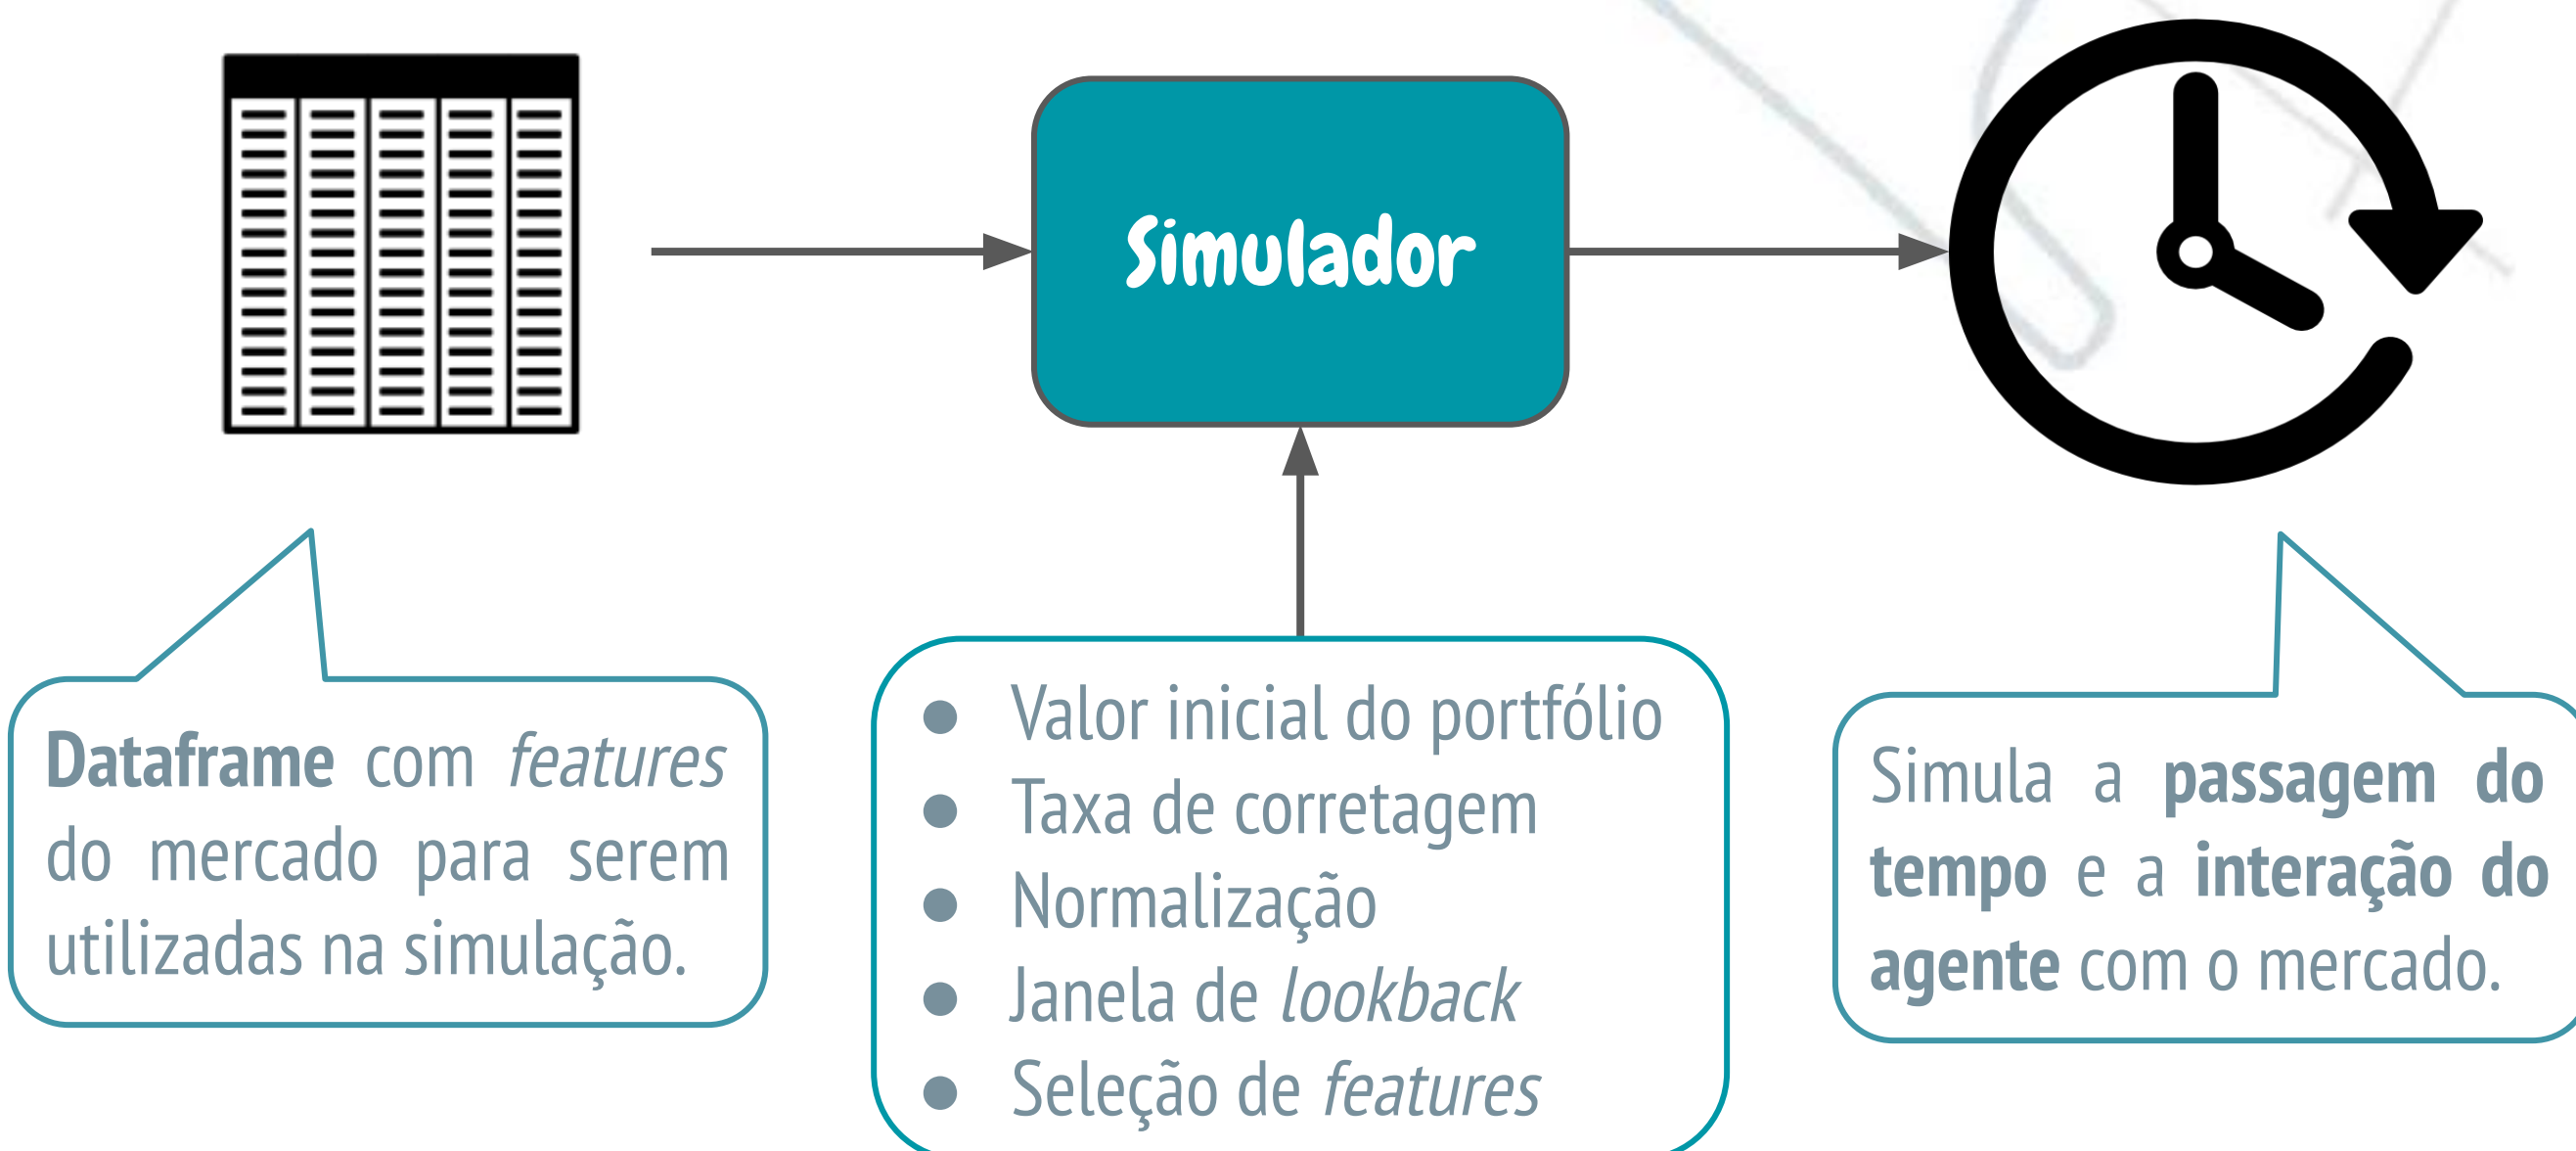 Simulador
Dataframe com features
do mercado para serem
utilizadas na simulação.
● Valor inicial do portfólio
● Taxa de corretagem
● Normalização
● Janela de lookback
● Seleção de features
Simula a passagem do
tempo e a interação do
agente com o mercado.